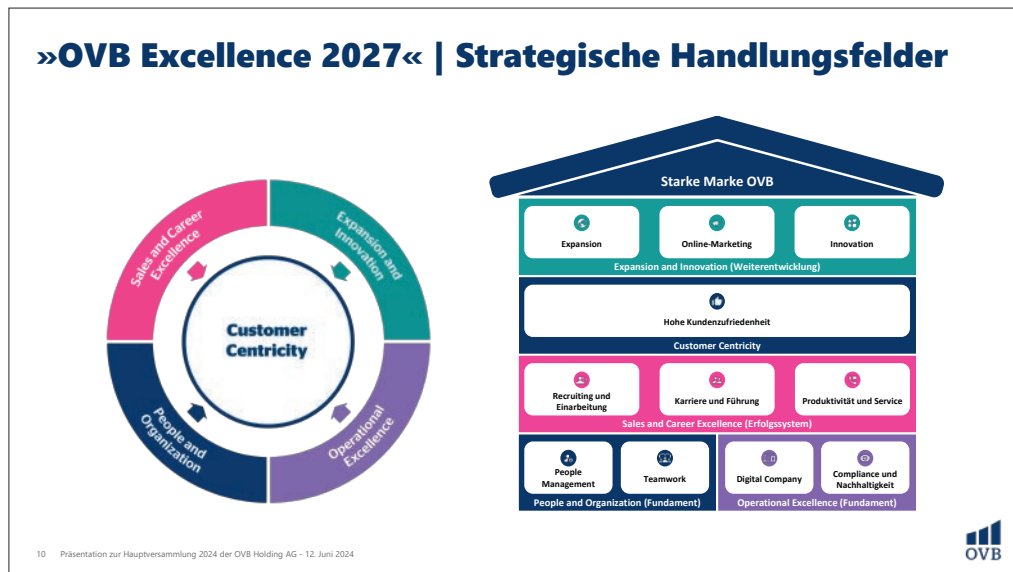 »OVB Excellence 2027« | Strategische Handlungsfelder
Sales and Career
Excellence
Expansion and
Innovation
Customer
Centricity
People and
Organization
Operational
Excellence
Starke Marke OVB
Expansion
Online-Marketing
Innovation
Expansion and Innovation (Weiterentwicklung)
Hohe Kundenzufriedenheit
Customer Centricity
Recruiting und
Einarbeitung
Karriere und Führung
Produktivität und Service
Sales and Career Excellence (Erfolgssystem)
People
Management
Teamwork
Digital Company
Compliance und
Nachhaltigkeit
People and Organization (Fundament)
Operational Excellence (Fundament)
10 Präsentation zur Hauptversammlung 2024 der OVB Holding AG - 12. Juni 2024
OVB